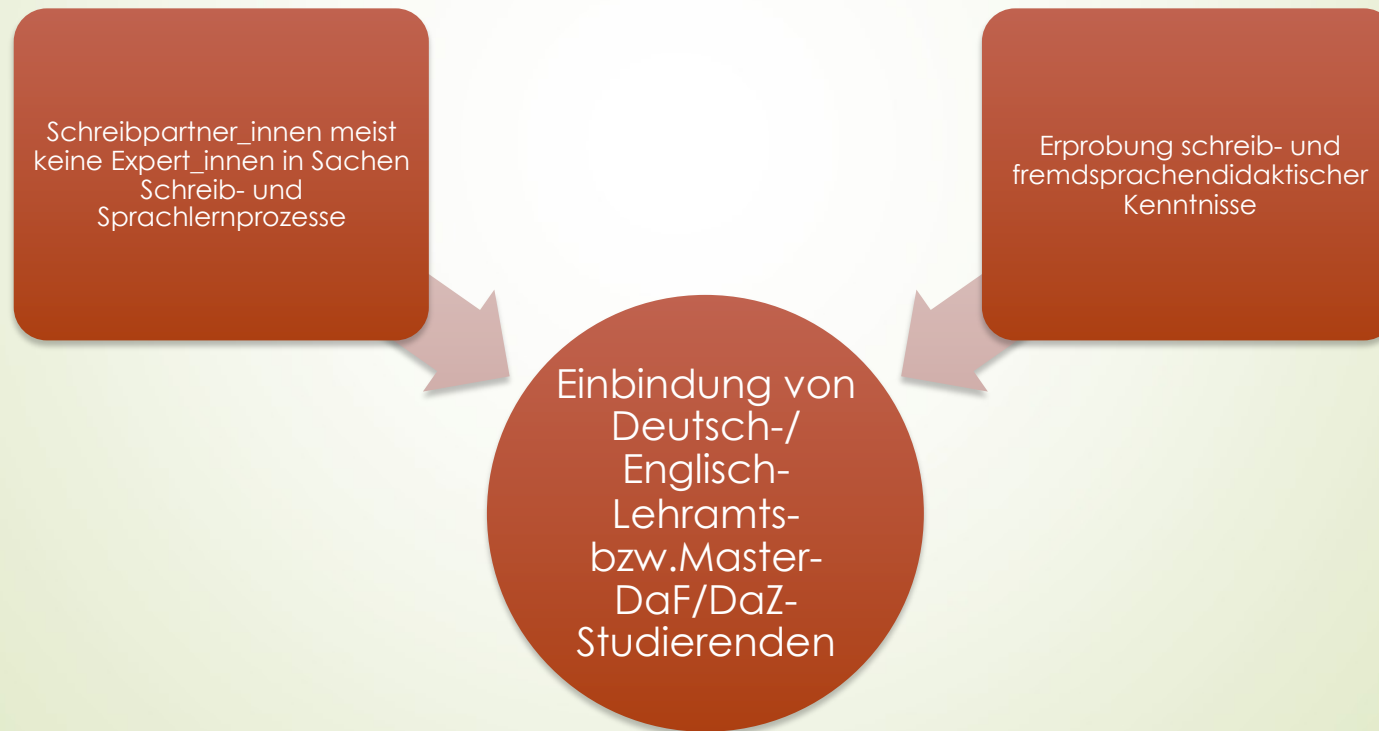 Schreibpartner_innen meist
keine Expert_innen in Sachen
Schreib- und
Sprachlernprozesse
Erprobung schreib- und
fremdsprachendidaktischer
Kenntnisse
Einbindung von
Deutsch-/
Englisch-
Lehramts-
bzw.Master-
DaF/DaZ-
Studierenden